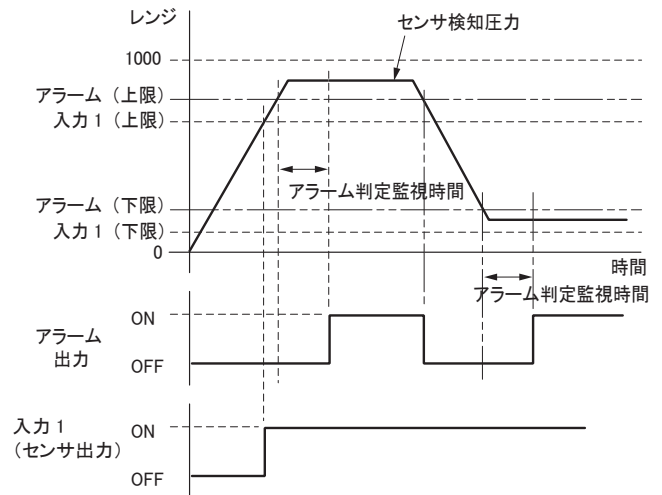 レンジ
センサ検知圧力
1000
アラーム（上限）
入力1（上限）
アラーム判定監視時間
アラーム（下限）
入力1（下限）
0
時間
アラーム判定監視時間
アラーム
出力
ON
OFF
入力1
（センサ出力）
ON
OFF